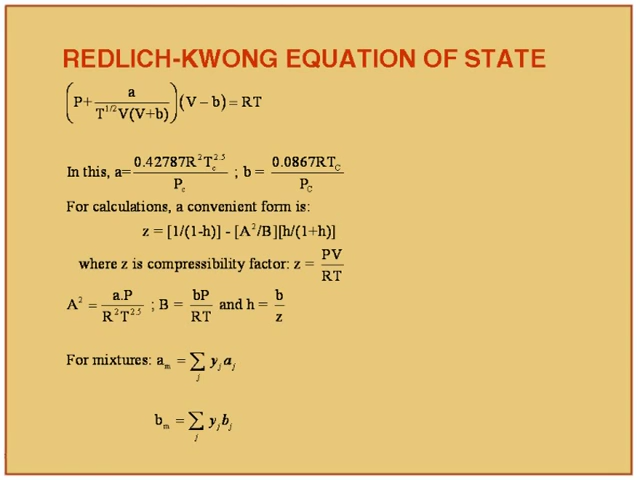 REDLICH-KWONG EQUATION OF STATE
(P+ a/(T^1/2 V(V+b)))(V – b) = RT
In this, a= 0.42787R^2T_c^2.5/P_c ; b = 0.0867RT_C/P_C
For calculations, a convenient form is:
z = [1/(1-h)] - [A^2/B][h/(1+h)]
where z is compressibility factor: z = PV/RT
A^2 = a.P/R^2T^2.5 ; B = bP/RT and h = b/z
For mixtures: a_m = ∑_j y_j a_j
b_m = ∑_j y_j b_j